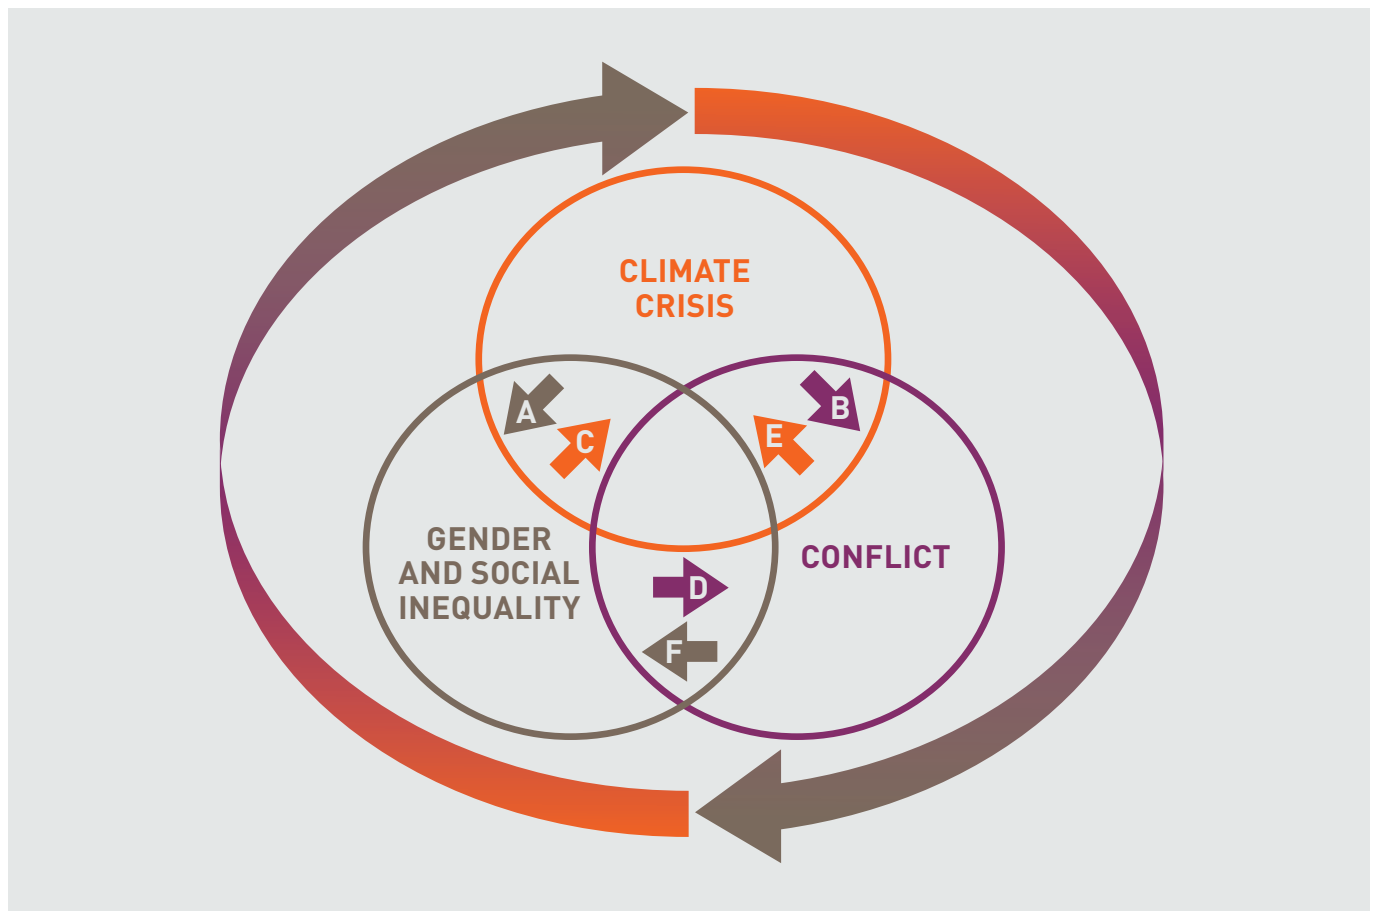 CLIMATE
CRISIS
A
B
C
E
GENDER
AND SOCIAL
INEQUALITY
CONFLICT
D
F